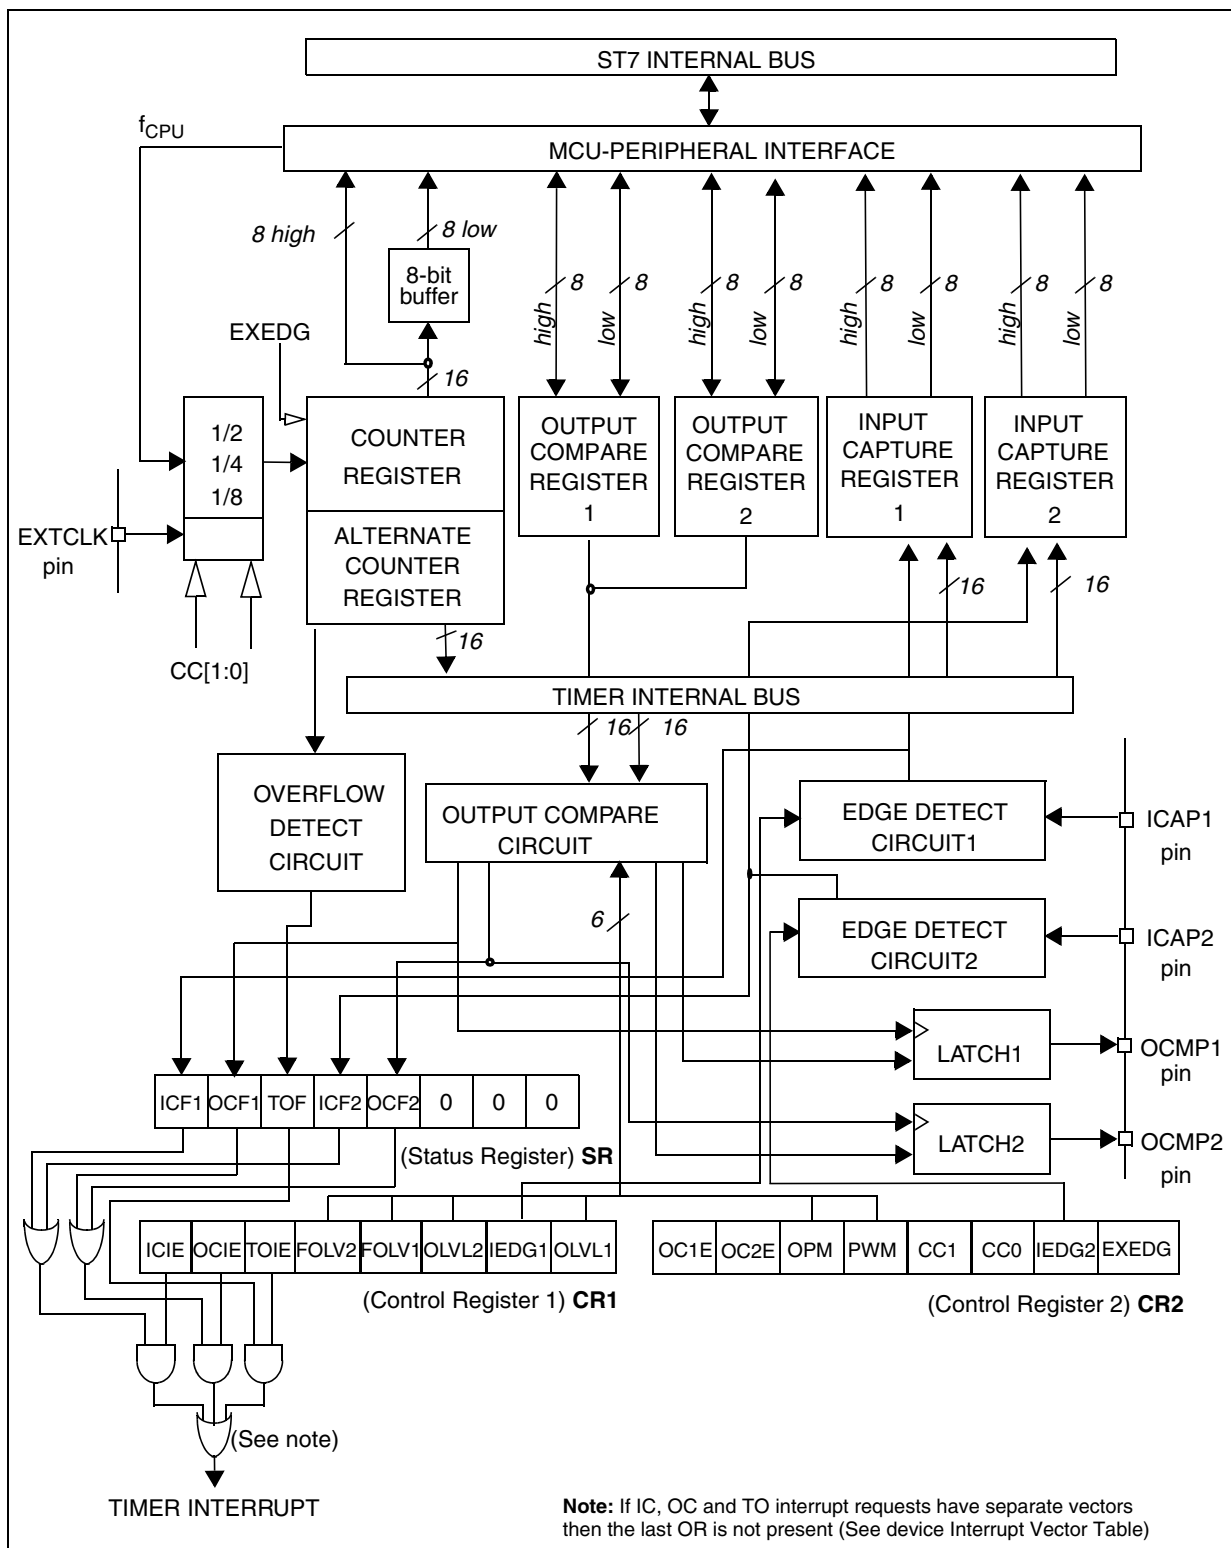 ST7 INTERNAL BUS
fCPU
MCU-PERIPHERAL INTERFACE
8 high
8 low
8-bit
buffer
high
8
low
8
high
8
low
8
high
8
low
8
high
8
low
8
EXEDG
16
1/2
1/4
1/8
COUNTER
REGISTER
ALTERNATE
COUNTER
REGISTER
OUTPUT
COMPARE
REGISTER
1
OUTPUT
COMPARE
REGISTER
2
INPUT
CAPTURE
REGISTER
1
INPUT
CAPTURE
REGISTER
2
EXTCLK
pin
CC[1:0]
16
16
16
TIMER INTERNAL BUS
16
16
OVERFLOW
DETECT
CIRCUIT
OUTPUT COMPARE
CIRCUIT
6
EDGE DETECT
CIRCUIT1
ICAP1
pin
EDGE DETECT
CIRCUIT2
ICAP2
pin
LATCH1
OCMP1
pin
LATCH2
OCMP2
pin
ICF1 OCF1 TOF ICF2 OCF2 0 0 0
(Status Register) SR
ICIE OCIE TOIE FOLV2 FOLV1 OLVL2 IEDG1 OLVL1
(Control Register 1) CR1
OC1E OC2E OPM PWM CC1 CC0 IEDG2 EXEDG
(Control Register 2) CR2
(See note)
TIMER INTERRUPT
Note: If IC, OC and TO interrupt requests have separate vectors
then the last OR is not present (See device Interrupt Vector Table)